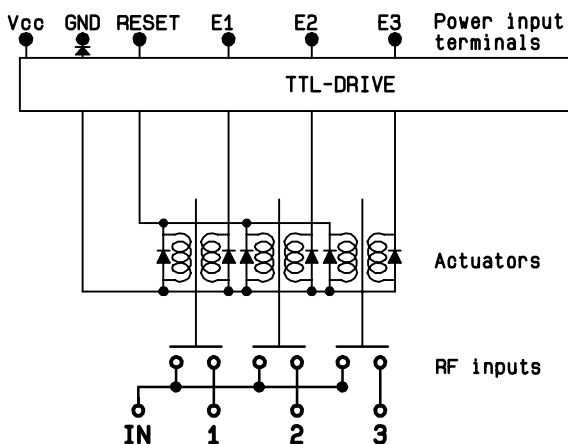 Vcc GND RESET E1 E2 E3 Power input
terminals
TTL-DRIVE
Actuators
RF inputs
IN 1 2 3